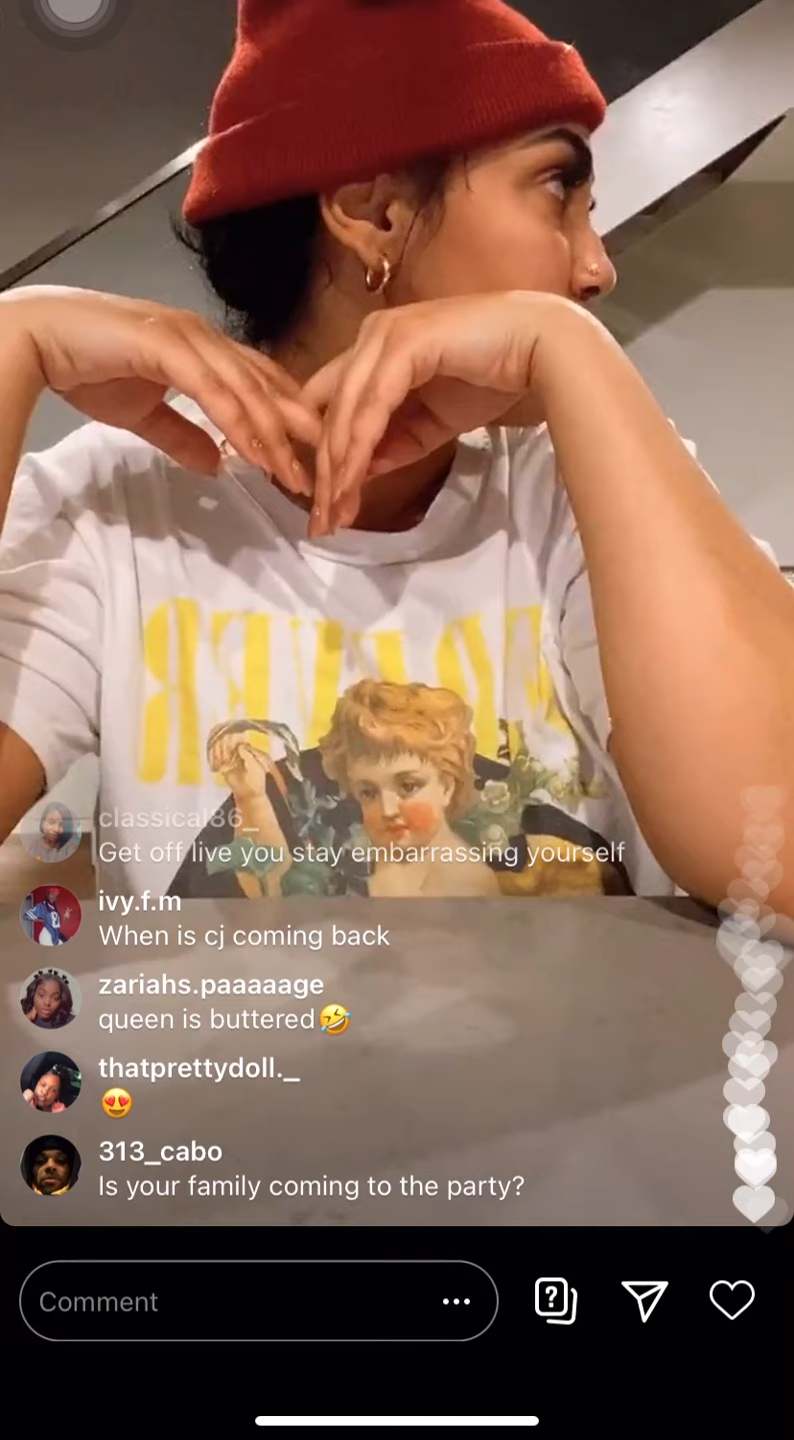 classical86_
Get off live you stay embarrassing yourself
ivy.f.m
When is cj coming back
zariahs.paaaaage
queen is buttered🤣
thatprettydoll._
😍
313_cabo
Is your family coming to the party?
Comment
?